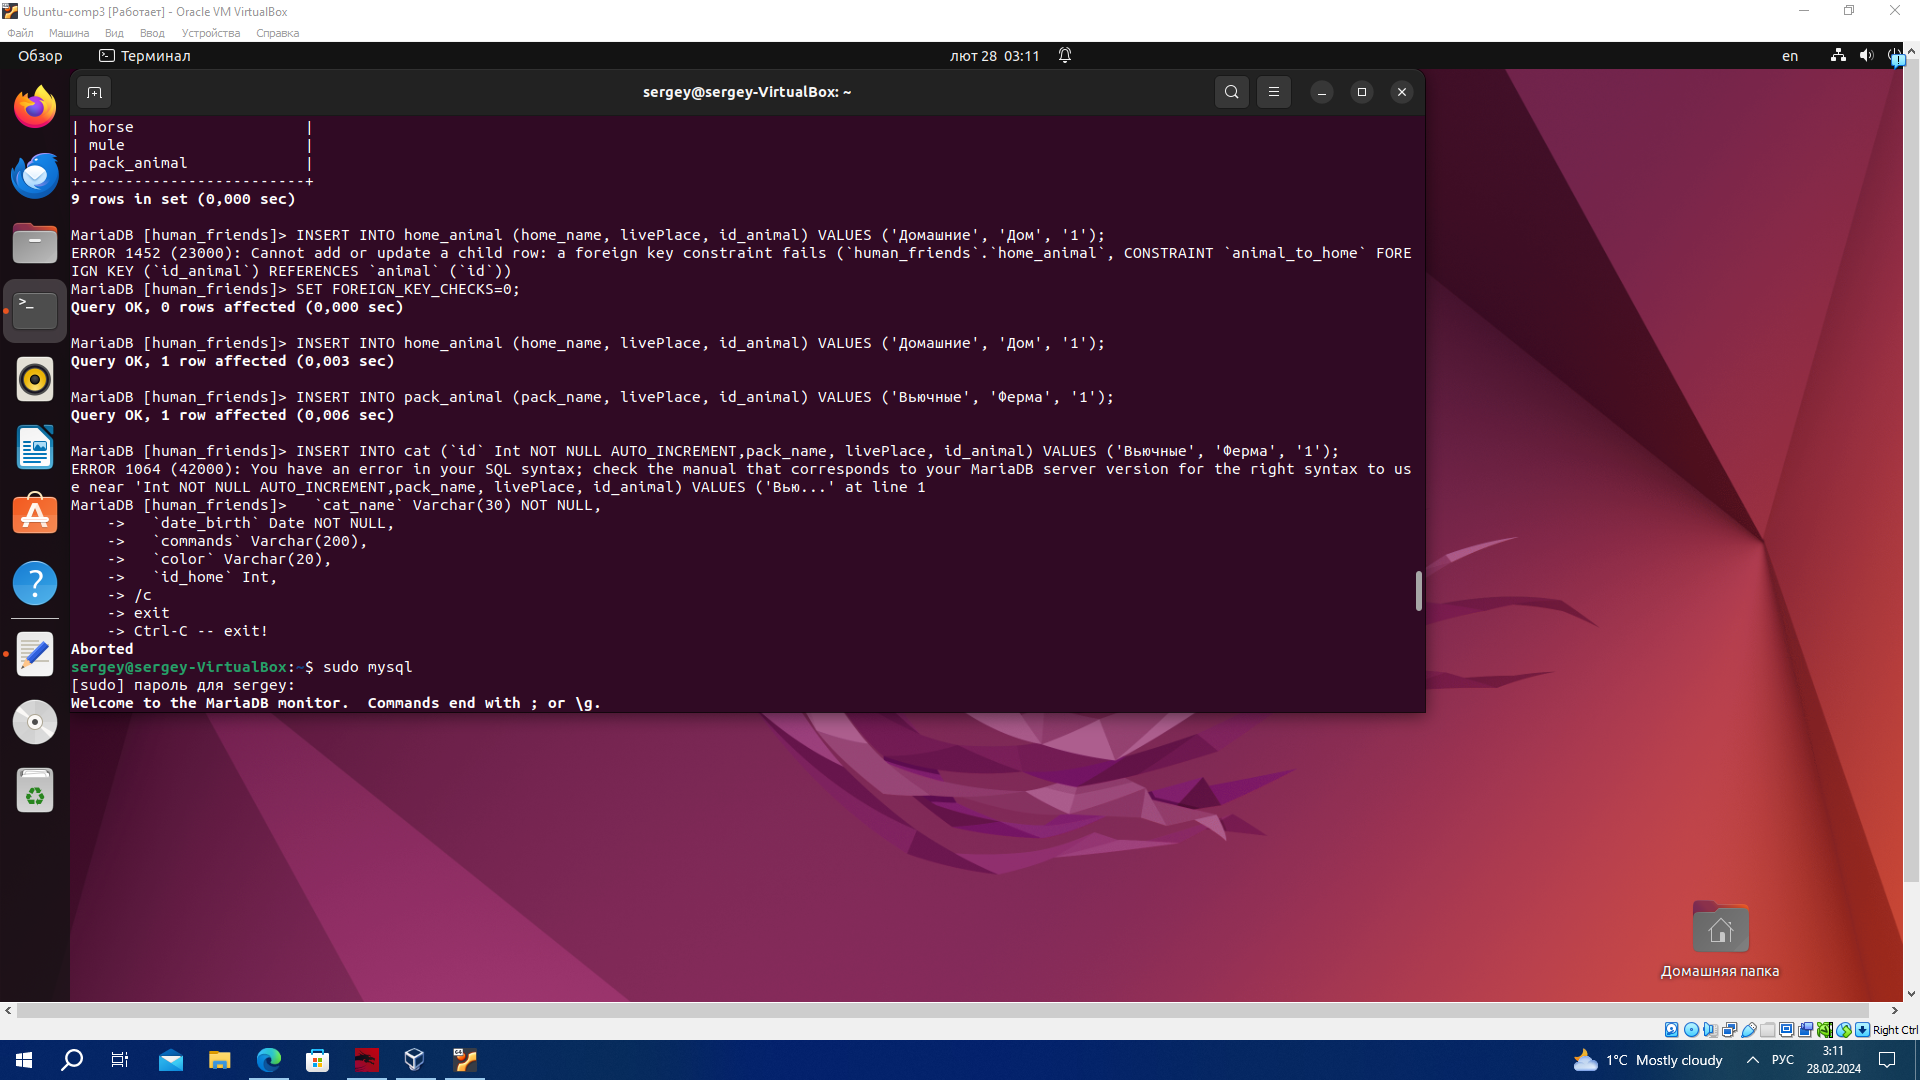 Ubuntu-comp3 [Работает] - Oracle VM VirtualBox
Файл Машина Вид Ввод Устройства Справка
Обзор Терминал лют 28 03:11 en
sergey@sergey-VirtualBox: ~
| horse |
| mule |
| pack_animal |
+-------------------------+
9 rows in set (0,000 sec)
MariaDB [human_friends]> INSERT INTO home_animal (home_name, livePlace, id_animal) VALUES ('Домашние', 'Дом', '1');
ERROR 1452 (23000): Cannot add or update a child row: a foreign key constraint fails (`human_friends`.`home_animal`, CONSTRAINT `animal_to_home` FORE
IGN KEY (`id_animal`) REFERENCES `animal` (`id`))
MariaDB [human_friends]> SET FOREIGN_KEY_CHECKS=0;
Query OK, 0 rows affected (0,000 sec)
MariaDB [human_friends]> INSERT INTO home_animal (home_name, livePlace, id_animal) VALUES ('Домашние', 'Дом', '1');
Query OK, 1 row affected (0,003 sec)
MariaDB [human_friends]> INSERT INTO pack_animal (pack_name, livePlace, id_animal) VALUES ('Вьючные', 'Ферма', '1');
Query OK, 1 row affected (0,006 sec)
MariaDB [human_friends]> INSERT INTO cat (`id` Int NOT NULL AUTO_INCREMENT,pack_name, livePlace, id_animal) VALUES ('Вьючные', 'Ферма', '1');
ERROR 1064 (42000): You have an error in your SQL syntax; check the manual that corresponds to your MariaDB server version for the right syntax to us
e near 'Int NOT NULL AUTO_INCREMENT,pack_name, livePlace, id_animal) VALUES ('Вью...' at line 1
MariaDB [human_friends]>   `cat_name` Varchar(30) NOT NULL,
    ->   `date_birth` Date NOT NULL,
    ->   `commands` Varchar(200),
    ->   `color` Varchar(20),
    ->   `id_home` Int,
    -> /c
    -> exit
    -> Ctrl-C -- exit!
Aborted
sergey@sergey-VirtualBox:~$ sudo mysql
[sudo] пароль для sergey:
Welcome to the MariaDB monitor.  Commands end with ; or \g.
Домашняя папка
Right Ctrl
1°C Mostly cloudy РУС 3:11
28.02.2024